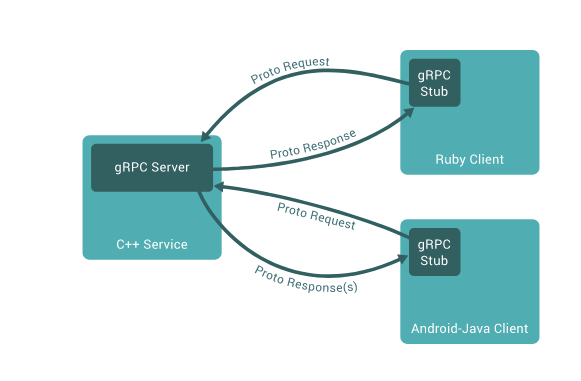 Proto Request
gRPC
Stub
Ruby Client
Proto Response
gRPC Server
C++ Service
Proto Request
gRPC
Stub
Android-Java Client
Proto Response(s)